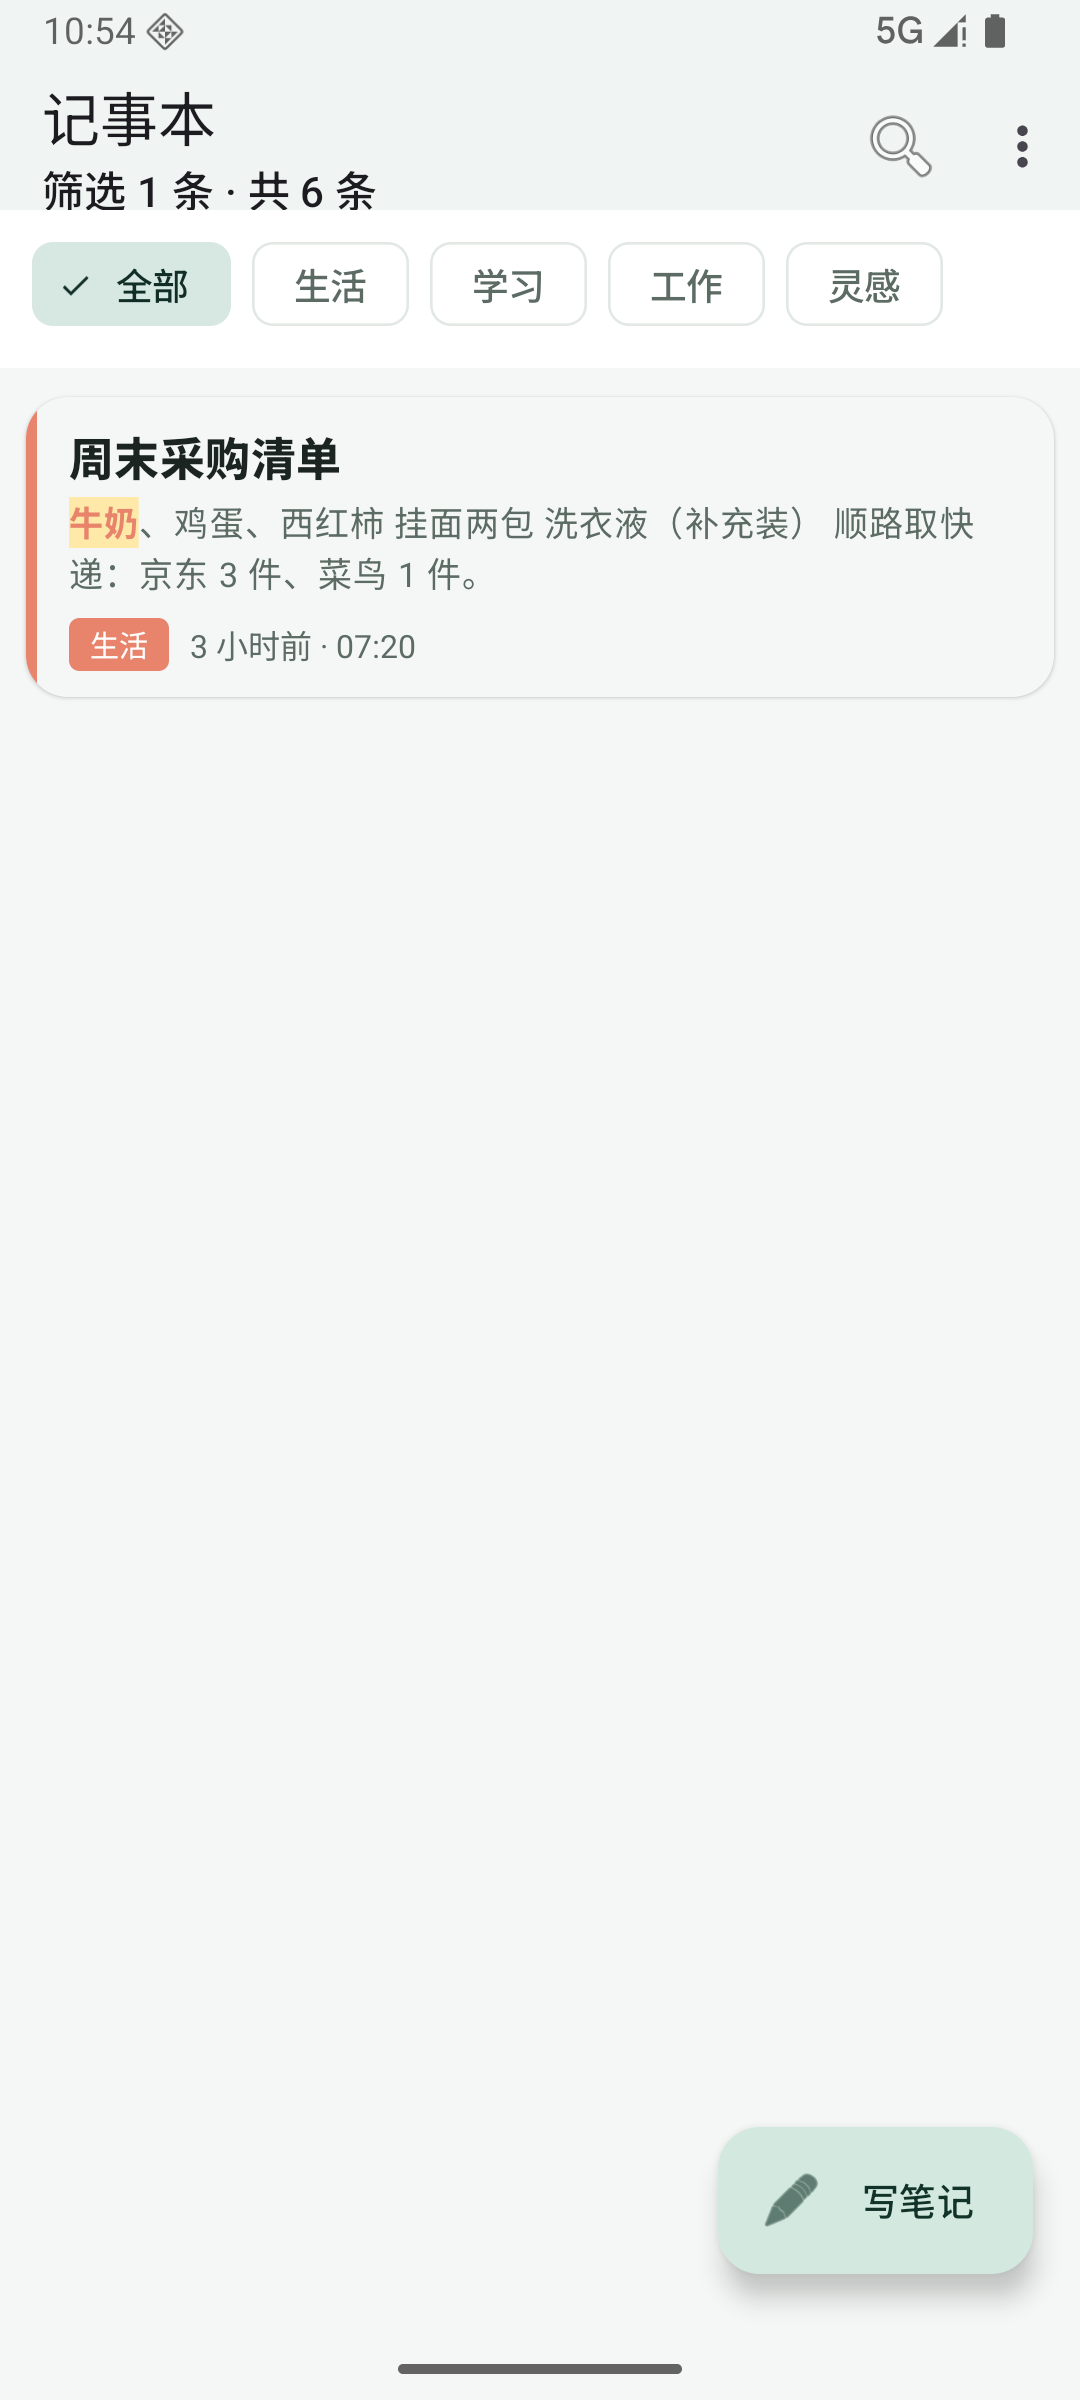 10:54
5G
记事本
筛选 1 条 · 共 6 条
全部
生活
学习
工作
灵感
周末采购清单
牛奶、鸡蛋、西红柿 挂面两包 洗衣液（补充装） 顺路取快
递：京东 3 件、菜鸟 1 件。
生活
3 小时前 · 07:20
写笔记